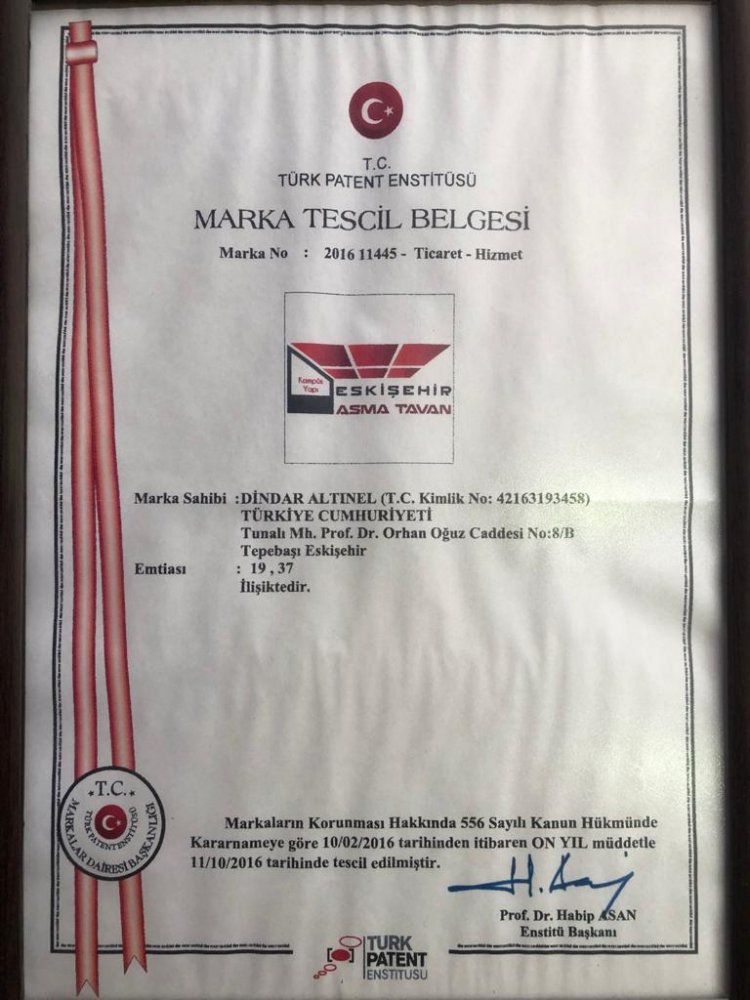 T.C.
TÜRK PATENT ENSTİTÜSÜ
MARKA TESCİL BELGESİ
Marka No : 2016 11445 - Ticaret - Hizmet
Kampüs
Yapı
ESKİŞEHİR
ASMA TAVAN
Marka Sahibi :DİNDAR ALTINEL (T.C. Kimlik No: 42163193458)
TÜRKİYE CUMHURİYETİ
Tunalı Mh. Prof. Dr. Orhan Oğuz Caddesi No:8/B
Tepebaşı Eskişehir
Emtiası : 19 , 37
İlişiktedir.
T.C.
TÜRK PATENT ENSTİTÜSÜ
MARKALAR DAİRESİ BAŞKANLIĞI
Markaların Korunması Hakkında 556 Sayılı Kanun Hükmünde
Kararnameye göre 10/02/2016 tarihinden itibaren ON YIL müddetle
11/10/2016 tarihinde tescil edilmiştir.
Prof. Dr. Habip ASAN
Enstitü Başkanı
TÜRK
PATENT
ENSTİTÜSÜ